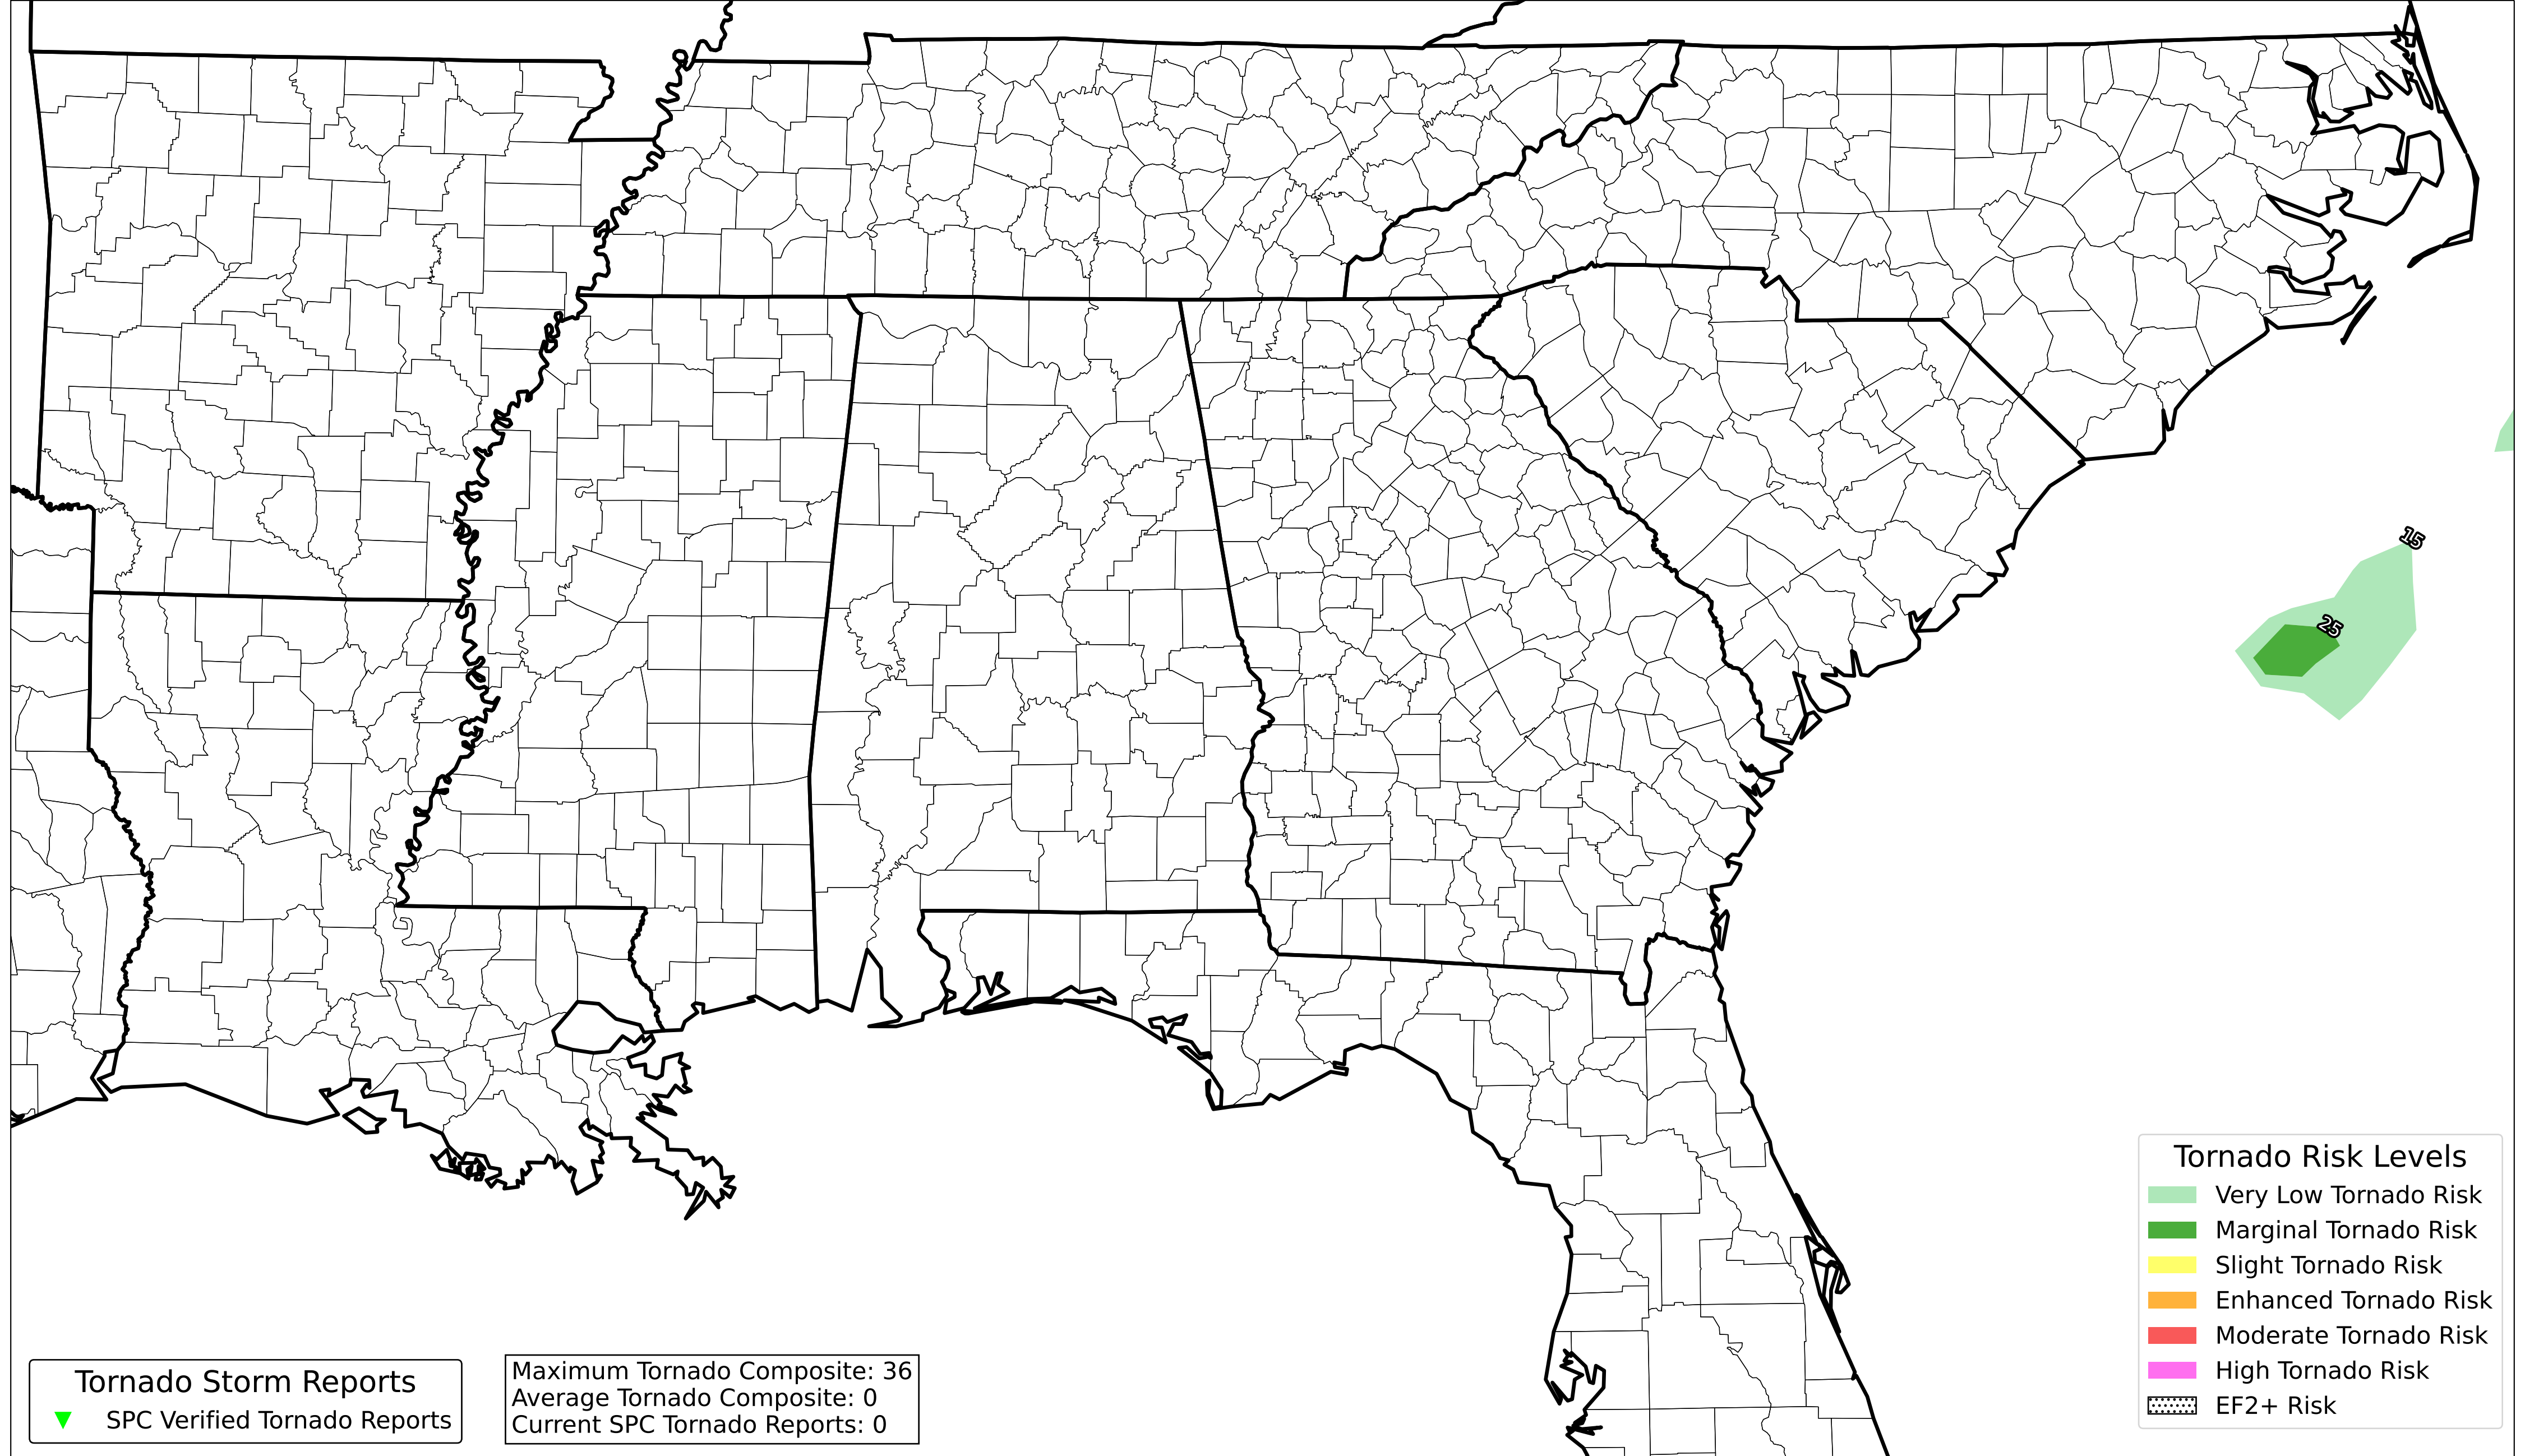 15
25
Tornado Risk Levels
Very Low Tornado Risk
Marginal Tornado Risk
Slight Tornado Risk
Enhanced Tornado Risk
Moderate Tornado Risk
High Tornado Risk
EF2+ Risk
Tornado Storm Reports
SPC Verified Tornado Reports
Maximum Tornado Composite: 36
Average Tornado Composite: 0
Current SPC Tornado Reports: 0